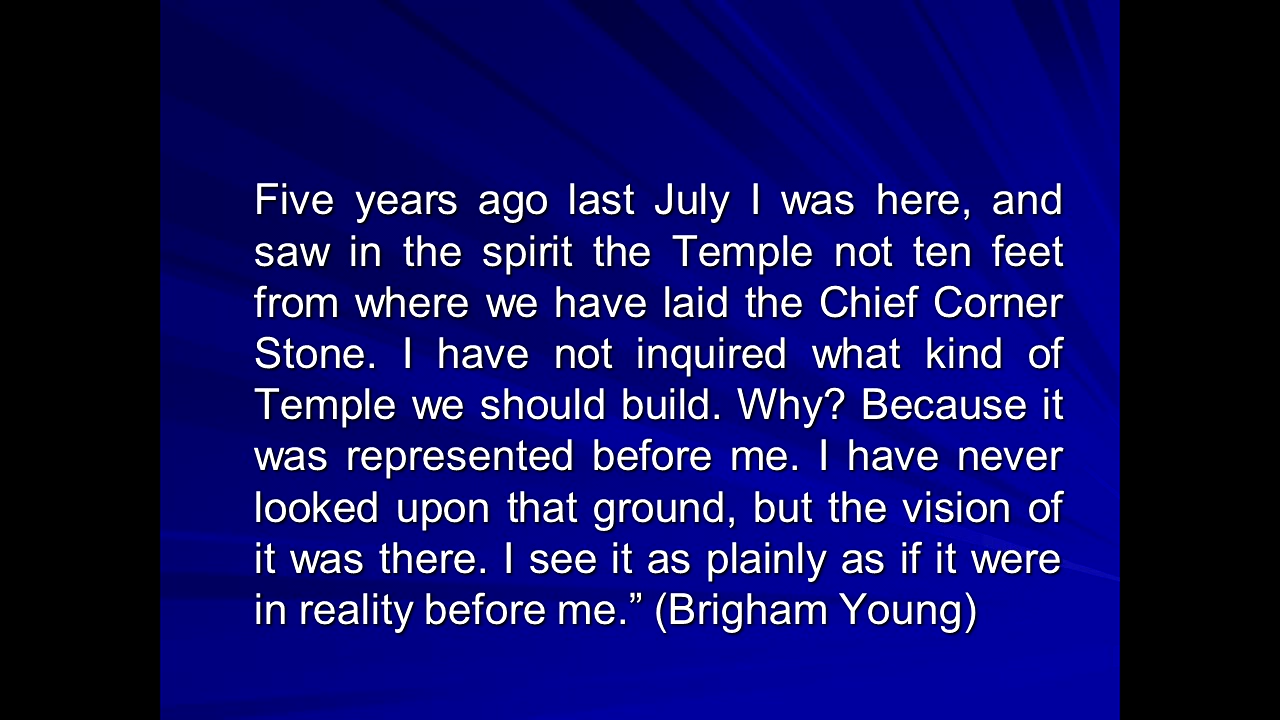 Five years ago last July I was here, and
saw in the spirit the Temple not ten feet
from where we have laid the Chief Corner
Stone. I have not inquired what kind of
Temple we should build. Why? Because it
was represented before me. I have never
looked upon that ground, but the vision of
it was there. I see it as plainly as if it were
in reality before me.” (Brigham Young)